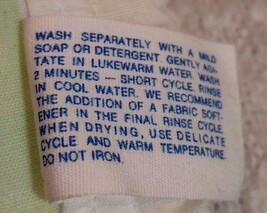 WASH SEPARATELY WITH A MILD
SOAP OR DETERGENT. GENTLY AGI-
TATE IN LUKEWARM WATER. WASH
2 MINUTES — SHORT CYCLE. RINSE
IN COOL WATER. WE RECOMMEND
THE ADDITION OF A FABRIC SOFT-
ENER IN THE FINAL RINSE CYCLE.
WHEN DRYING, USE DELICATE
CYCLE AND WARM TEMPERATURE.
DO NOT IRON.